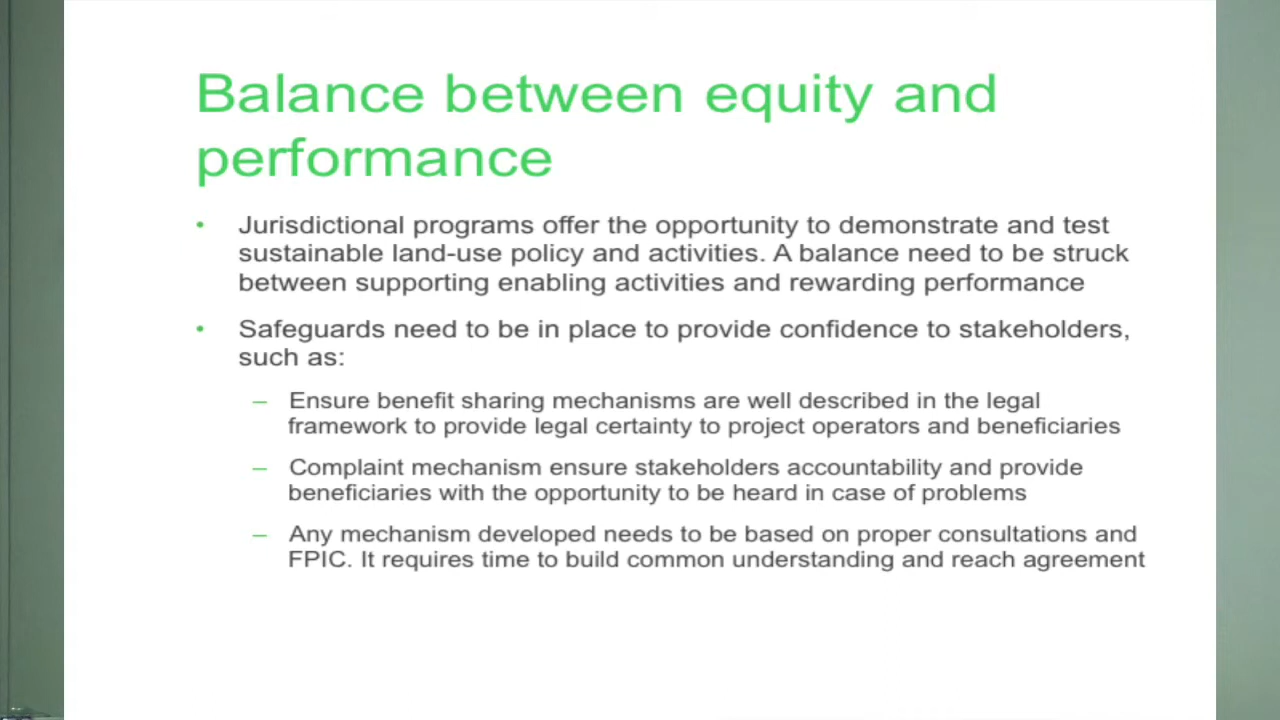 Balance between equity and
performance
• Jurisdictional programs offer the opportunity to demonstrate and test
sustainable land-use policy and activities. A balance need to be struck
between supporting enabling activities and rewarding performance
• Safeguards need to be in place to provide confidence to stakeholders,
such as:
– Ensure benefit sharing mechanisms are well described in the legal
framework to provide legal certainty to project operators and beneficiaries
– Complaint mechanism ensure stakeholders accountability and provide
beneficiaries with the opportunity to be heard in case of problems
– Any mechanism developed needs to be based on proper consultations and
FPIC. It requires time to build common understanding and reach agreement